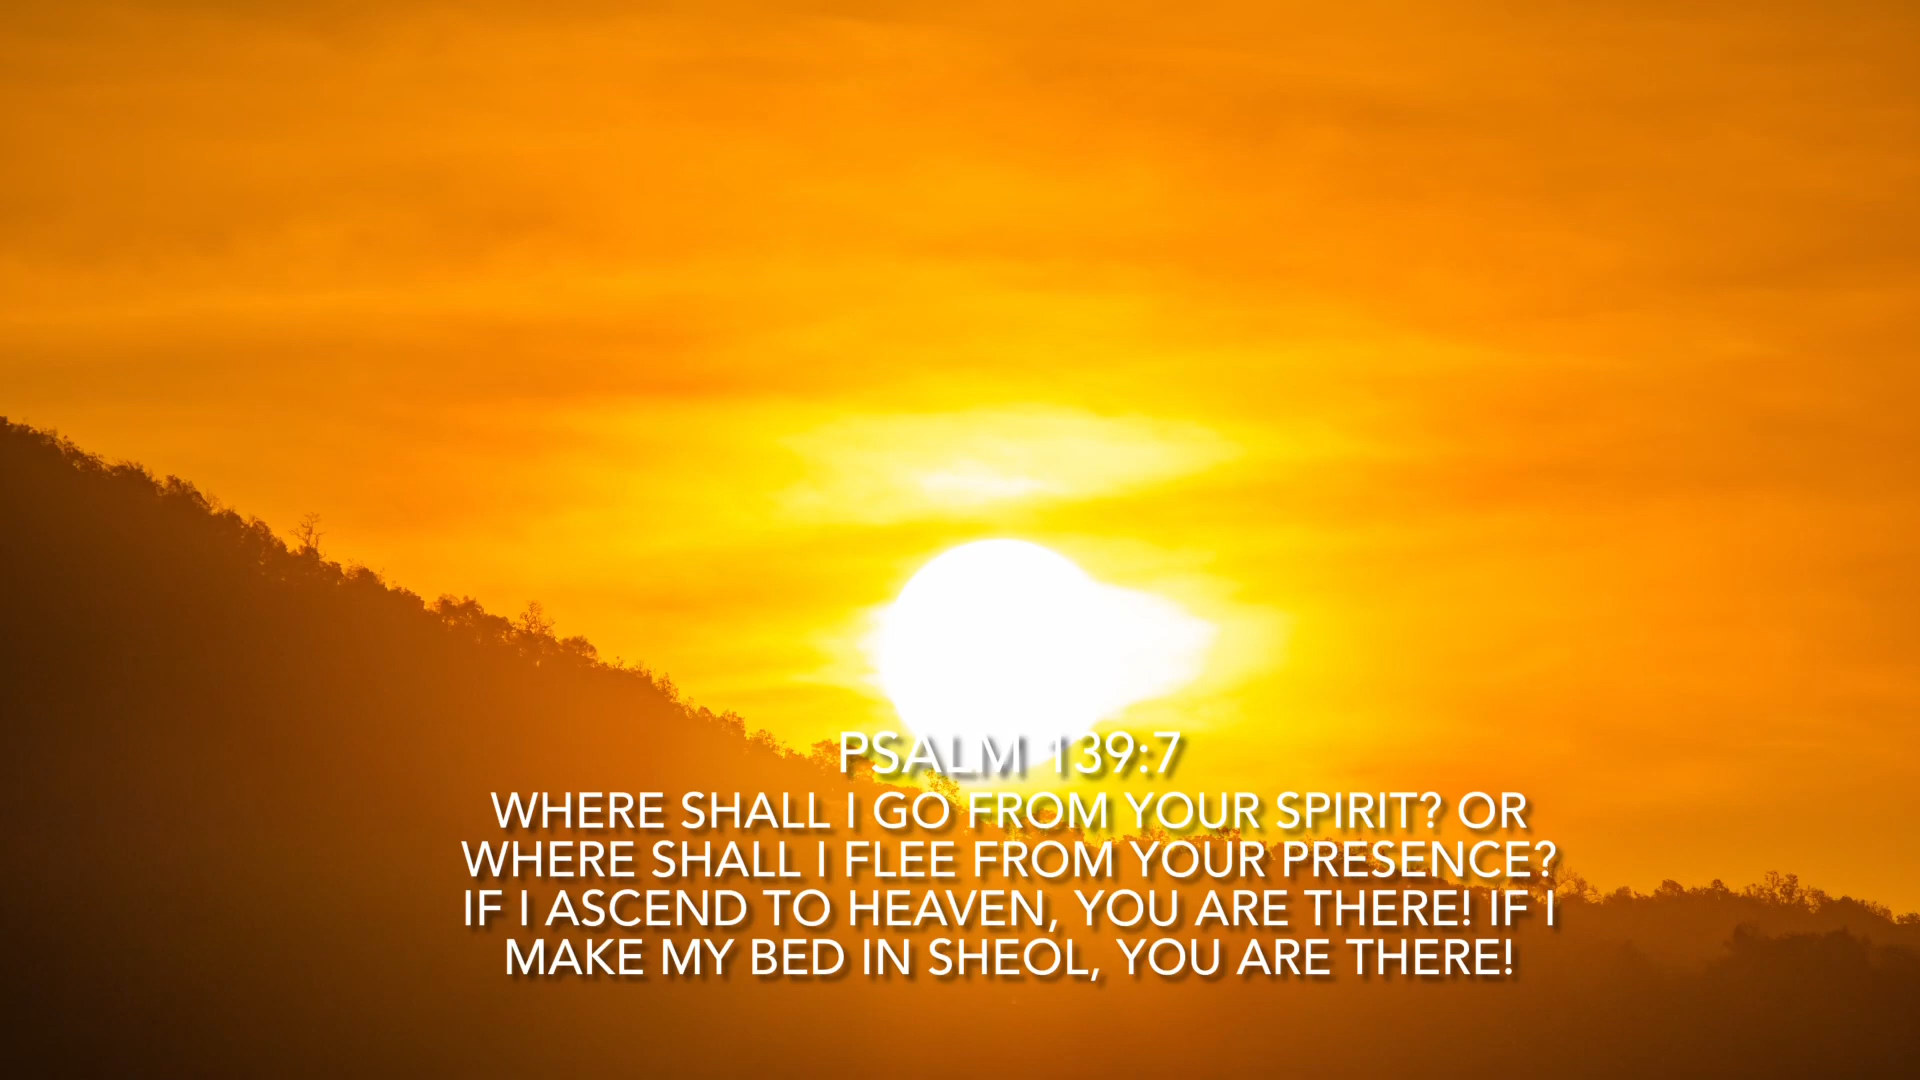 PSALM 139:7
WHERE SHALL I GO FROM YOUR SPIRIT? OR
WHERE SHALL I FLEE FROM YOUR PRESENCE?
IF I ASCEND TO HEAVEN, YOU ARE THERE! IF I
MAKE MY BED IN SHEOL, YOU ARE THERE!